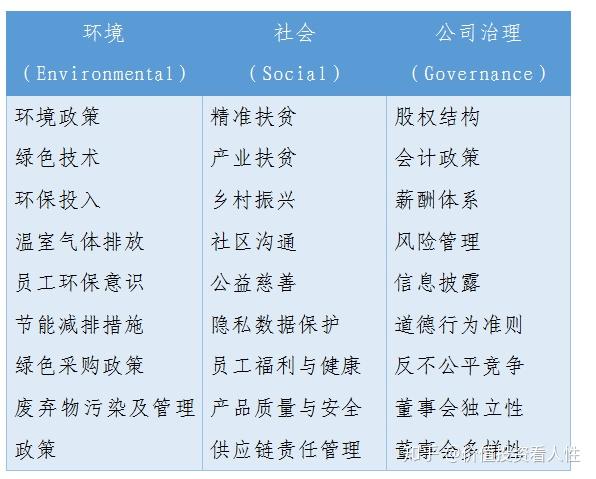 环境 社会 公司治理
（Environmental） （Social） （Governance）
环境政策 精准扶贫 股权结构
绿色技术 产业扶贫 会计政策
环保投入 乡村振兴 薪酬体系
温室气体排放 社区沟通 风险管理
员工环保意识 公益慈善 信息披露
节能减排措施 隐私数据保护 道德行为准则
绿色采购政策 员工福利与健康 反不公平竞争
废弃物污染及管理 产品质量与安全 董事会独立性
政策 供应链责任管理 董事会多样性
知乎 @价值投资看人性